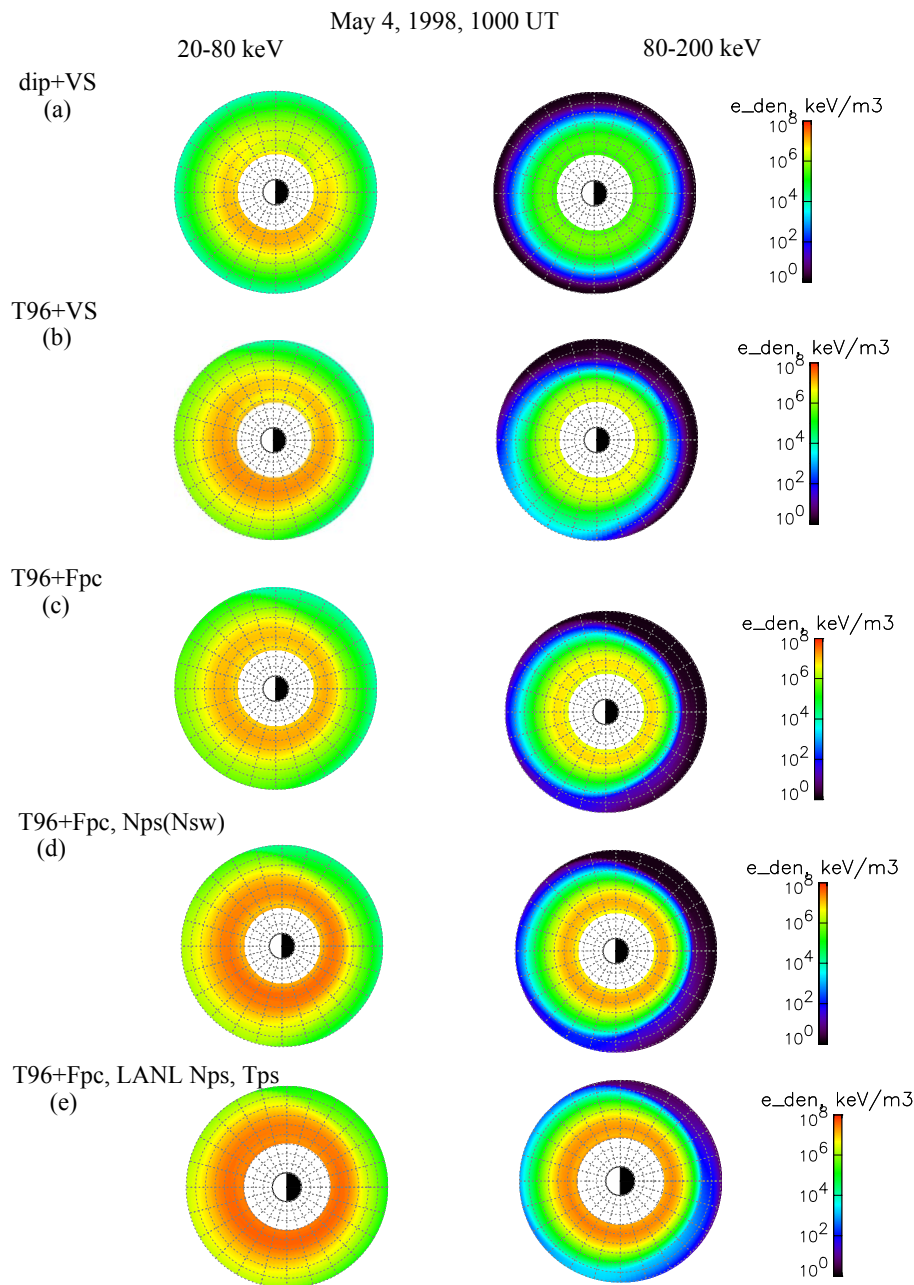 May 4, 1998, 1000 UT
20-80 keV
80-200 keV
dip+VS
(a)
e_den, keV/m3
10^8
10^6
10^4
10^2
10^0
T96+VS
(b)
e_den, keV/m3
10^8
10^6
10^4
10^2
10^0
T96+Fpc
(c)
e_den, keV/m3
10^8
10^6
10^4
10^2
10^0
T96+Fpc, Nps(Nsw)
(d)
e_den, keV/m3
10^8
10^6
10^4
10^2
10^0
T96+Fpc, LANL Nps, Tps
(e)
e_den, keV/m3
10^8
10^6
10^4
10^2
10^0